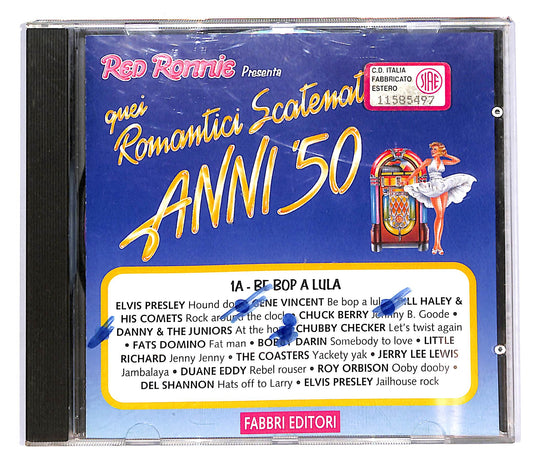 RED RONNIE Presenta
quei
Romantici Scatenat
ANNI '50
C.D. ITALIA
FABBRICATO
ESTERO
SIAE
11585497
1A - BE BOP A LULA
ELVIS PRESLEY Hound do GENE VINCENT Be bop a lula LL HALEY &
HIS COMETS Rock around the clock CHUCK BERRY Johnny B. Goode •
DANNY & THE JUNIORS At the hop CHUBBY CHECKER Let's twist again
• FATS DOMINO Fat man • BOBBY DARIN Somebody to love • LITTLE
RICHARD Jenny Jenny • THE COASTERS Yackety yak • JERRY LEE LEWIS
Jambalaya • DUANE EDDY Rebel rouser • ROY ORBISON Ooby dooby •
DEL SHANNON Hats off to Larry • ELVIS PRESLEY Jailhouse rock
FABBRI EDITORI